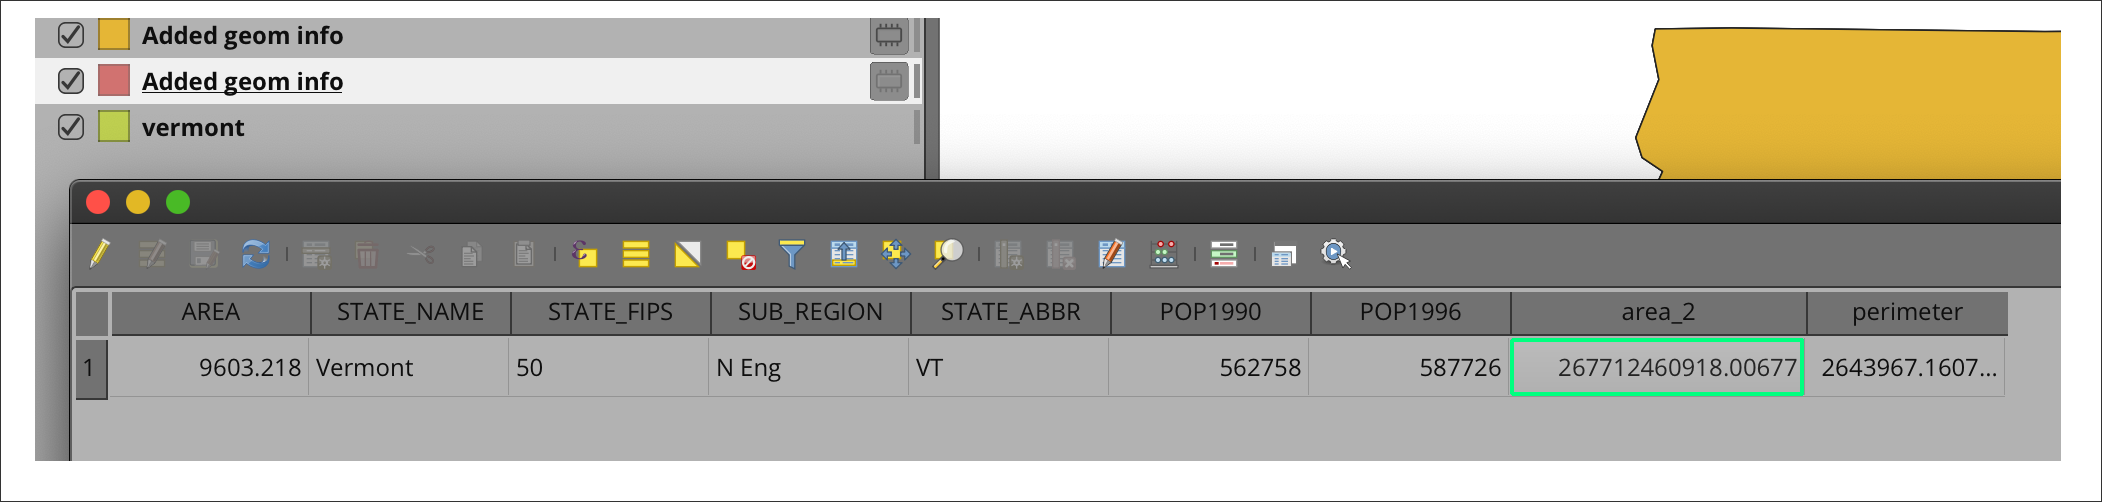 Added geom info
Added geom info
vermont
AREA STATE_NAME STATE_FIPS SUB_REGION STATE_ABBR POP1990 POP1996 area_2 perimeter
1 9603.218 Vermont 50 N Eng VT 562758 587726 267712460918.00677 2643967.1607...